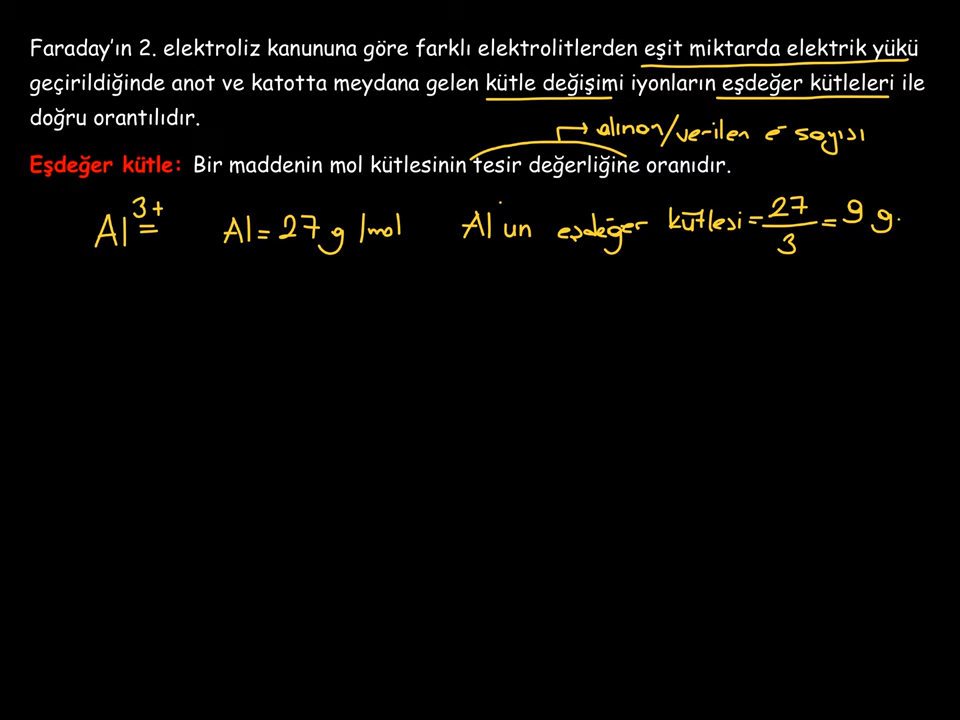 Faraday'ın 2. elektroliz kanununa göre farklı elektrolitlerden eşit miktarda elektrik yükü
geçirildiğinde anot ve katotta meydana gelen kütle değişimi iyonların eşdeğer kütleleri ile
doğru orantılıdır.
alınan/verilen e⁻ sayısı
Eşdeğer kütle: Bir maddenin mol kütlesinin tesir değerliğine oranıdır.
Al³⁺ Al = 27 g/mol Al'un eşdeğer kütlesi = 27/3 = 9 g.